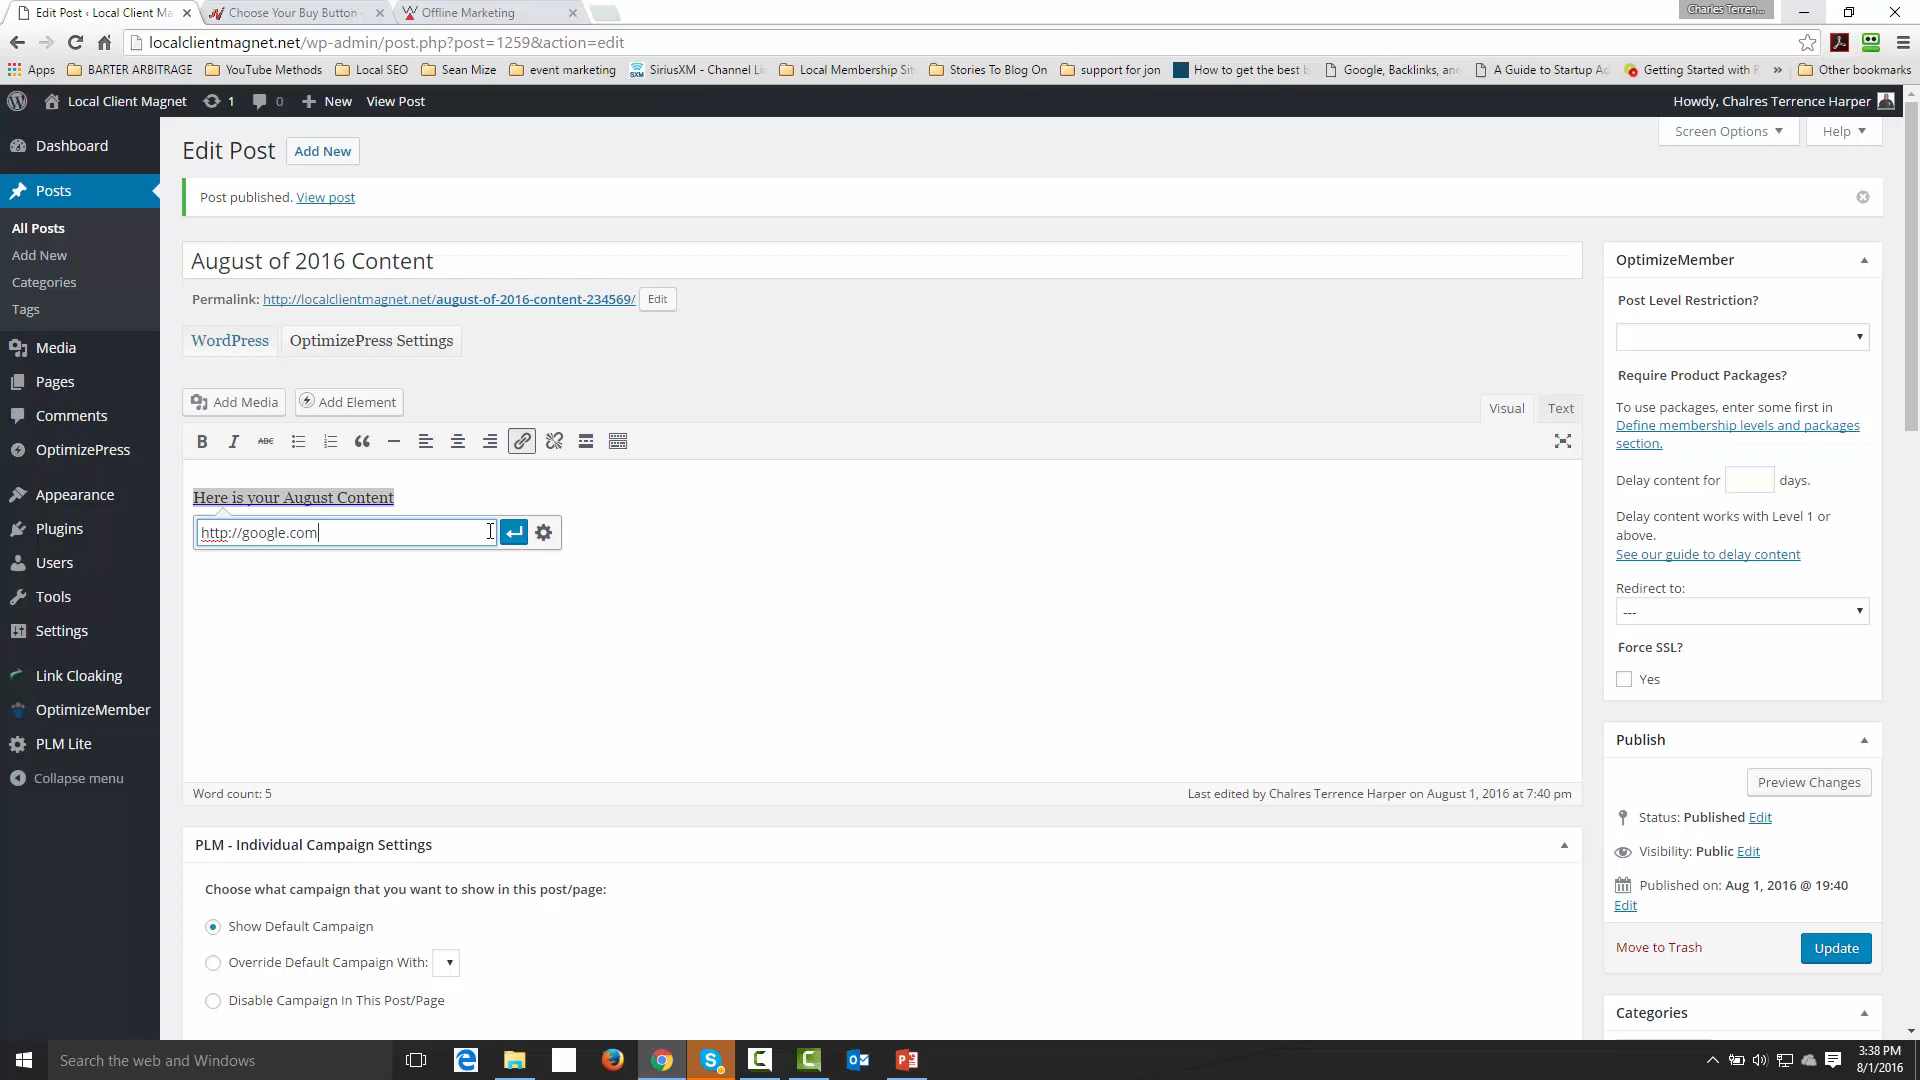 Edit Post ‹ Local Client Ma
Choose Your Buy Button -
Offline Marketing
Charles Terren...
localclientmagnet.net/wp-admin/post.php?post=1259&action=edit
Apps
BARTER ARBITRAGE
YouTube Methods
Local SEO
Sean Mize
event marketing
SiriusXM - Channel Li
Local Membership Sit
Stories To Blog On
support for jon
How to get the best b
Google, Backlinks, and
A Guide to Startup Ad
Getting Started with
Other bookmarks
Local Client Magnet
1
0
New
View Post
Howdy, Chalres Terrence Harper
Screen Options
Help
Dashboard
Posts
All Posts
Add New
Categories
Tags
Media
Pages
Comments
OptimizePress
Appearance
Plugins
Users
Tools
Settings
Link Cloaking
OptimizeMember
PLM Lite
Collapse menu
Edit Post
Add New
Post published. View post
August of 2016 Content
Permalink: http://localclientmagnet.net/august-of-2016-content-234569/ Edit
WordPress
OptimizePress Settings
Add Media
Add Element
Visual
Text
B I ABC
Here is your August Content
http://google.com
Word count: 5
Last edited by Chalres Terrence Harper on August 1, 2016 at 7:40 pm
PLM - Individual Campaign Settings
Choose what campaign that you want to show in this post/page:
Show Default Campaign
Override Default Campaign With:
Disable Campaign In This Post/Page
OptimizeMember
Post Level Restriction?
Require Product Packages?
To use packages, enter some first in
Define membership levels and packages
section.
Delay content for
days.
Delay content works with Level 1 or
above.
See our guide to delay content
Redirect to:
---
Force SSL?
Yes
Publish
Preview Changes
Status: Published Edit
Visibility: Public Edit
Published on: Aug 1, 2016 @ 19:40
Edit
Move to Trash
Update
Categories
Search the web and Windows
3:38 PM
8/1/2016